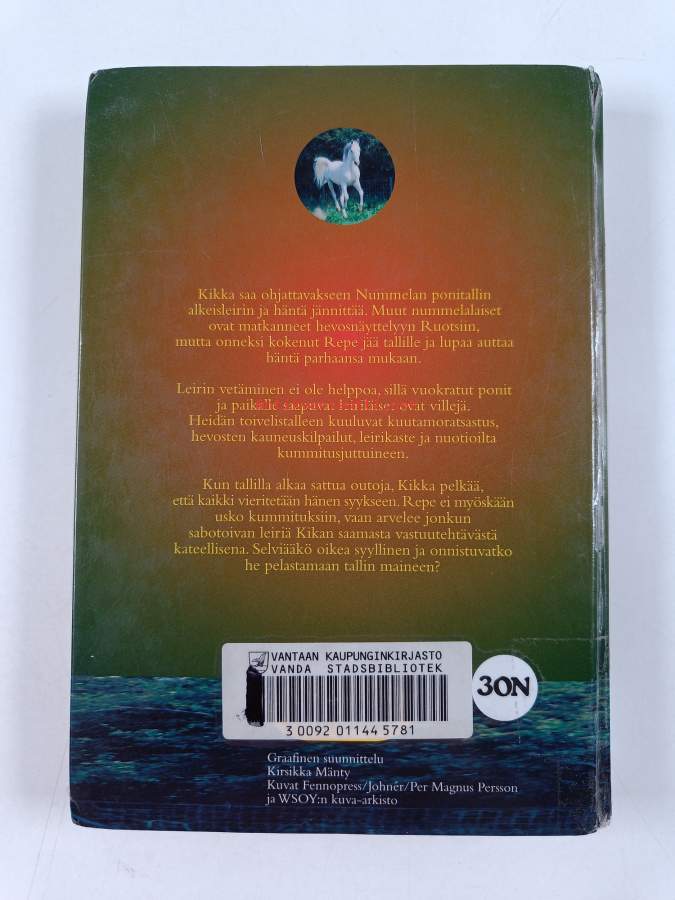 Kikka saa ohjattavakseen Nummelan ponitallin
alkeisleirin ja häntä jännittää. Muut nummelalaiset
ovat matkanneet hevosnäyttelyyn Ruotsiin,
mutta onneksi kokenut Repe jää tallille ja lupaa auttaa
häntä parhaansa mukaan.
Leirin vetäminen ei ole helppoa, sillä vuokratut ponit
ja paikalle saapuvat leiriläiset ovat villejä.
Heidän toivelistalleen kuuluvat kuutamoratsastus,
hevosten kauneuskilpailut, leirikaste ja nuotioilta
kummitusjuttuineen.
Kun tallilla alkaa sattua outoja, Kikka pelkää,
että kaikki vieritetään hänen syykseen. Repe ei myöskään
usko kummituksiin, vaan arvelee jonkun
sabotoivan leiriä Kikan saamasta vastuutehtävästä
kateellisena. Selviääkö oikea syyllinen ja onnistuvatko
he pelastamaan tallin maineen?
VANTAAN KAUPUNGINKIRJASTO
VANDA STADSBIBLIOTEK
3 0092 01144 5781
3ON
Graafinen suunnittelu
Kirsikka Mänty
Kuvat Fennopress/Johnér/Per Magnus Persson
ja WSOY:n kuva-arkisto